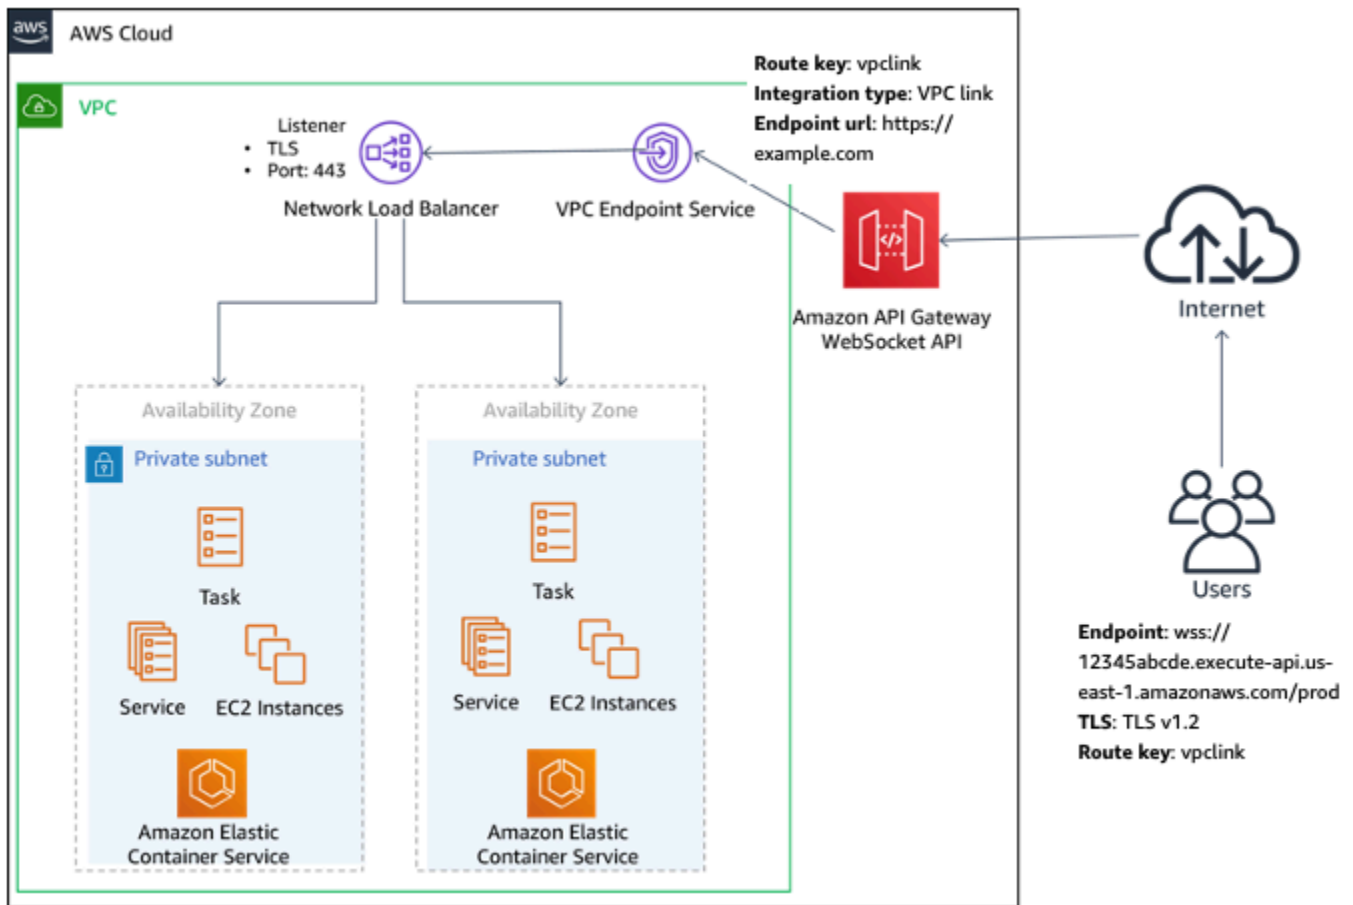 aws
AWS Cloud
VPC
Listener
• TLS
• Port: 443
Network Load Balancer
VPC Endpoint Service
Route key: vpclink
Integration type: VPC link
Endpoint url: https://
example.com
Amazon API Gateway
WebSocket API
Internet
Users
Endpoint: wss://
12345abcde.execute-api.us-
east-1.amazonaws.com/prod
TLS: TLS v1.2
Route key: vpclink
Availability Zone
Private subnet
Task
Service
EC2 Instances
Amazon Elastic
Container Service
Availability Zone
Private subnet
Task
Service
EC2 Instances
Amazon Elastic
Container Service